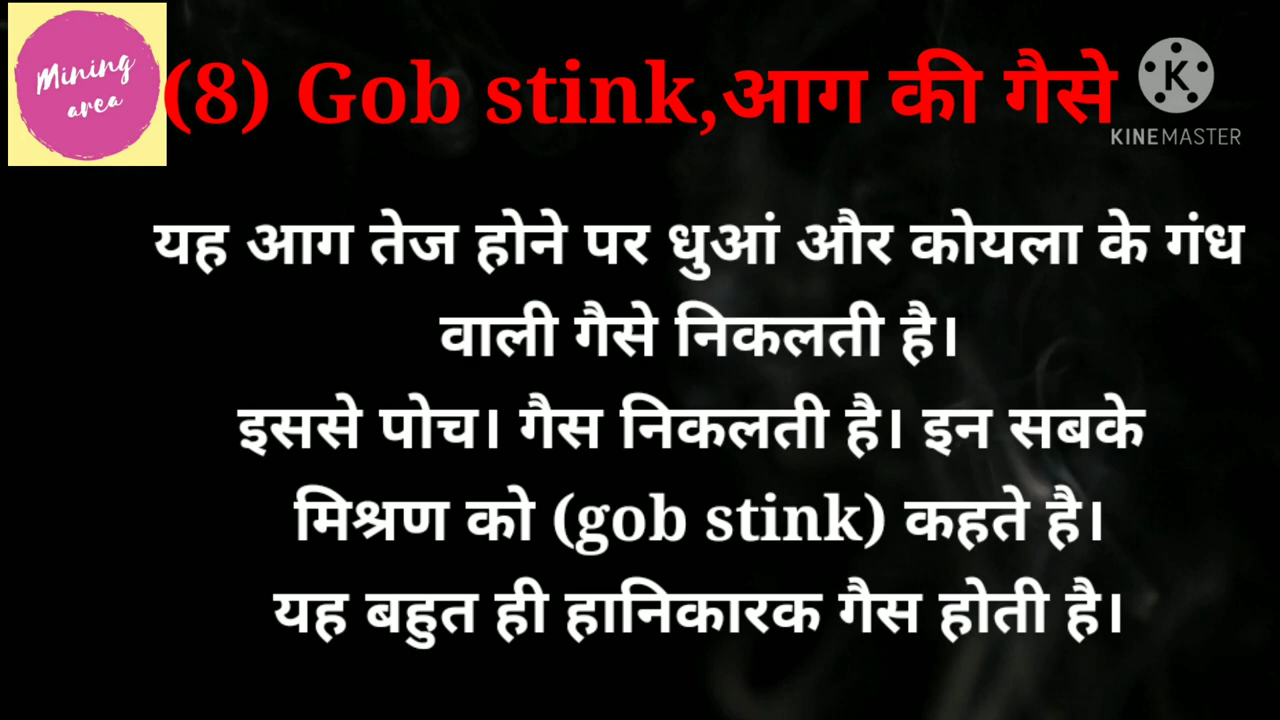 Mining
area
(8) Gob stink,आग की गैसे
KINEMASTER
यह आग तेज होने पर धुआं और कोयला के गंध
वाली गैसे निकलती है।
इससे पोच। गैस निकलती है। इन सबके
मिश्रण को (gob stink) कहते है।
यह बहुत ही हानिकारक गैस होती है।